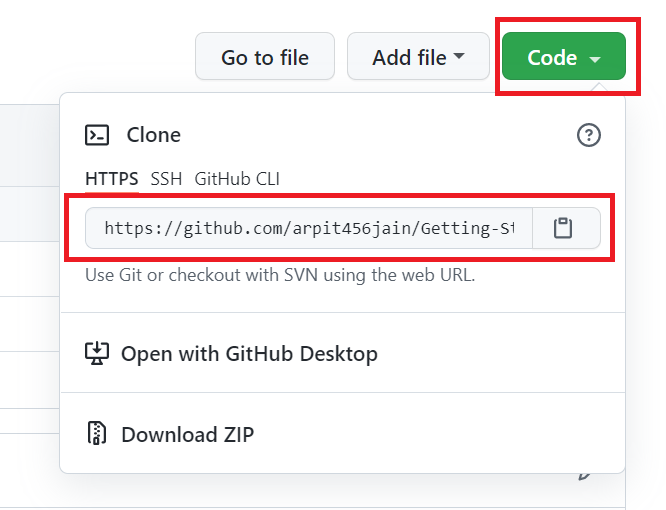 Go to file Add file Code
Clone
HTTPS SSH GitHub CLI
https://github.com/arpit456jain/Getting-St
Use Git or checkout with SVN using the web URL.
Open with GitHub Desktop
Download ZIP